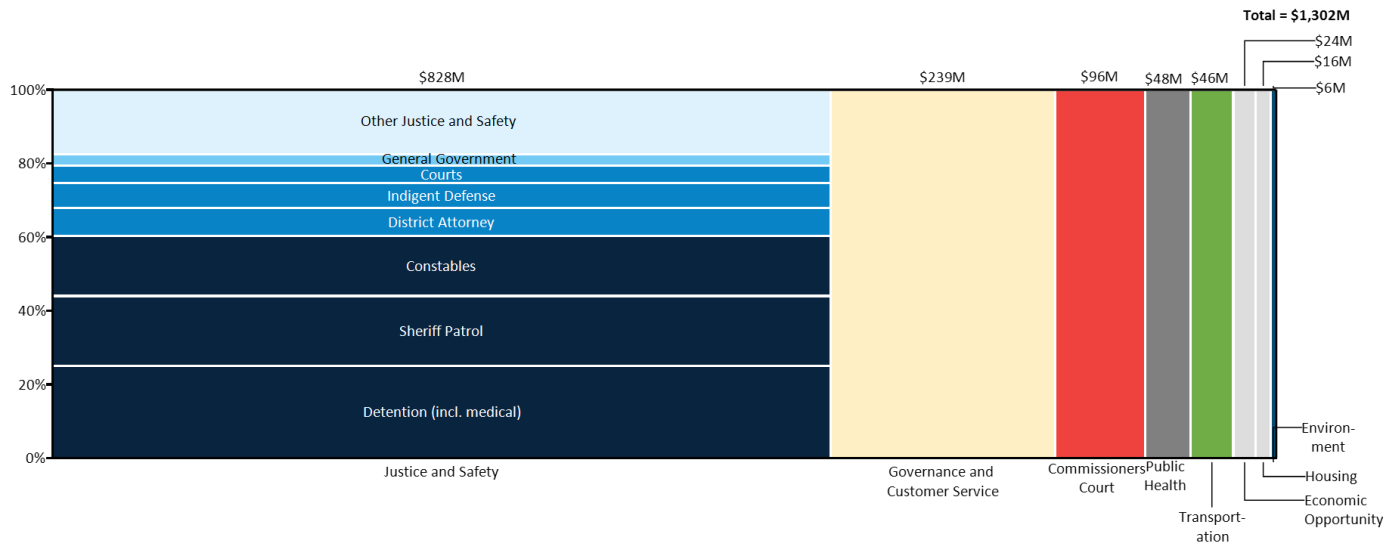 Total = $1,302M
$24M
$16M
$6M
$828M
$239M
$96M
$48M
$46M
100%
80%
60%
40%
20%
0%
Other Justice and Safety
General Government
Courts
Indigent Defense
District Attorney
Constables
Sheriff Patrol
Detention (incl. medical)
Justice and Safety
Governance and
Customer Service
Commissioners
Court
Public
Health
Transport-
ation
Environ-
ment
Housing
Economic
Opportunity